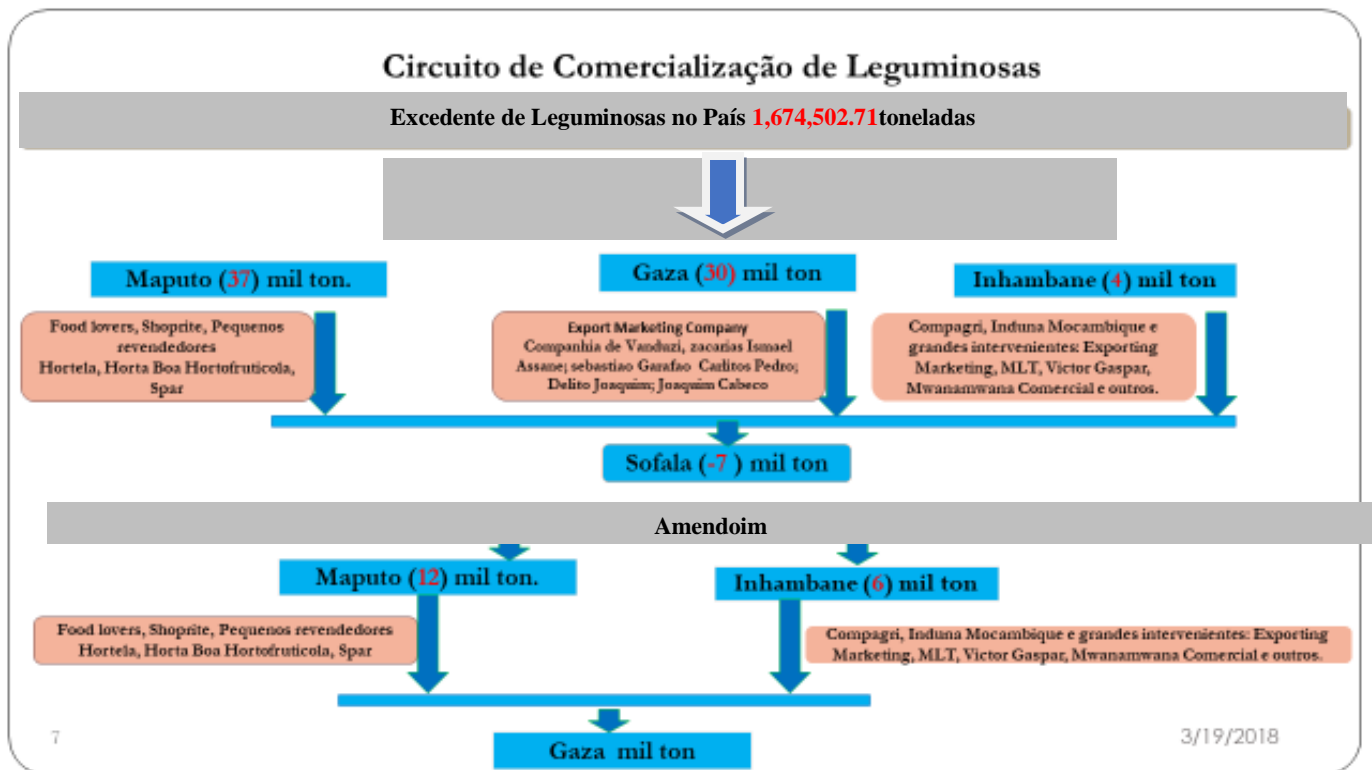 Circuito de Comercialização de Leguminosas
Excedente de Leguminosas no País 1,674,502.71toneladas
Maputo (37) mil ton.
Gaza (30) mil ton
Inhambane (4) mil ton
Food lovers, Shoprite, Pequenos
revendedores
Hortela, Horta Boa Hortofruticola,
Spar
Export Marketing Company
Companhia de Vanduzi, zacarias Ismael
Assane; sebastiao Garafao Carlitos Pedro;
Delito Joaquim; Joaquim Cabeco
Compagri, Induna Mocambique e
grandes intervenientes: Exporting
Marketing, MLT, Victor Gaspar,
Mwanamwana Comercial e outros.
Sofala (-7 ) mil ton
Amendoim
Maputo (12) mil ton.
Inhambane (6) mil ton
Food lovers, Shoprite, Pequenos revendedores
Hortela, Horta Boa Hortofruticola, Spar
Compagri, Induna Mocambique e grandes intervenientes: Exporting
Marketing, MLT, Victor Gaspar, Mwanamwana Comercial e outros.
Gaza mil ton
7
3/19/2018